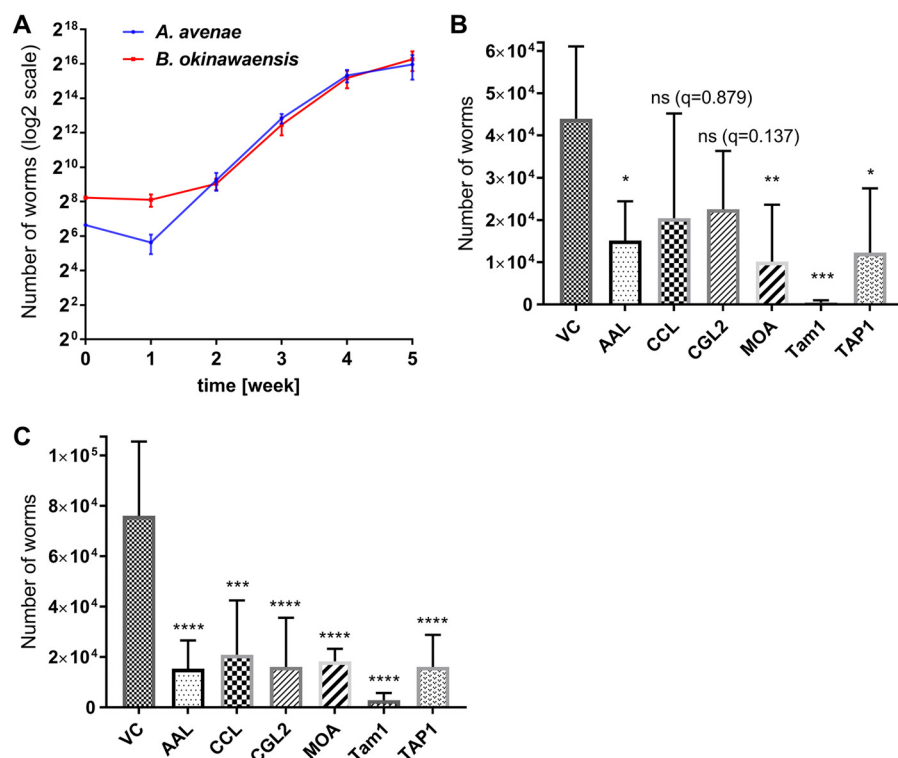 A
2^18
2^16
2^14
2^12
2^10
2^8
2^6
2^4
2^2
2^0
Number of worms (log2 scale)
A. avenae
B. okinawaensis
0 1 2 3 4 5
time [week]
B
6×10^4
5×10^4
4×10^4
3×10^4
2×10^4
1×10^4
0
Number of worms
ns (q=0.879)
ns (q=0.137)
* ** *** *
VC AAL CCL CGL2 MOA Tam1 TAP1
C
1×10^5
8×10^4
6×10^4
4×10^4
2×10^4
0
Number of worms
**** *** **** **** **** ****
VC AAL CCL CGL2 MOA Tam1 TAP1